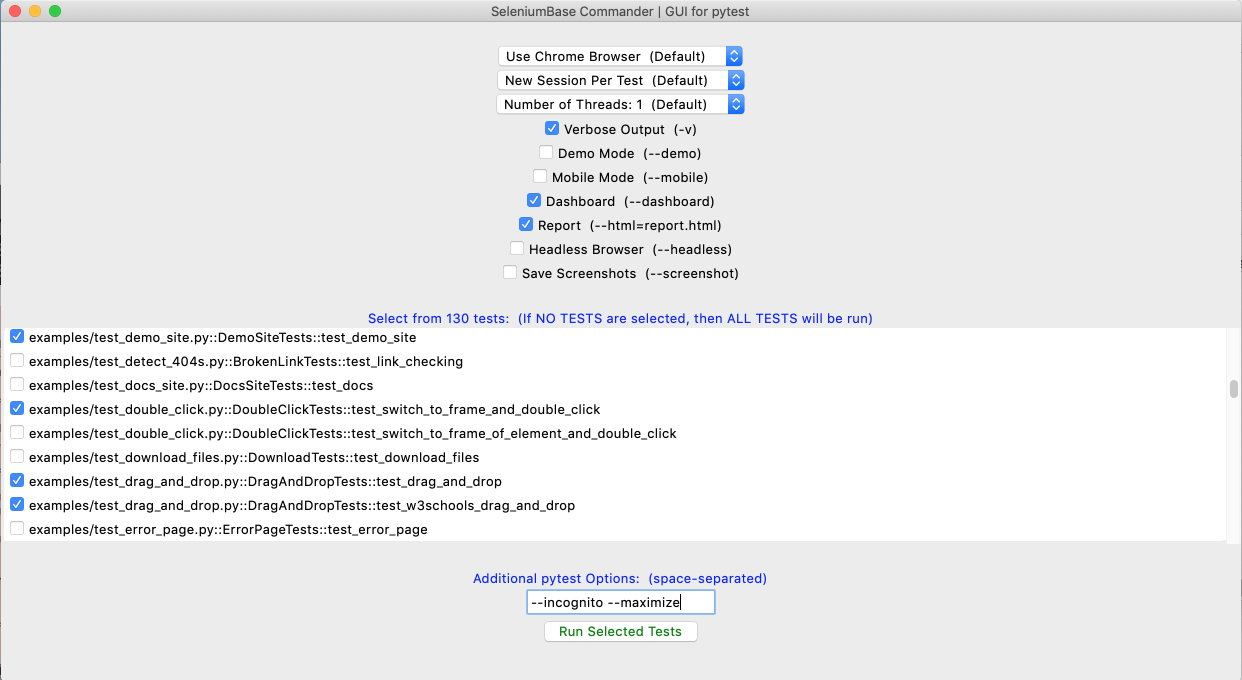 SeleniumBase Commander | GUI for pytest
Use Chrome Browser  (Default)
New Session Per Test  (Default)
Number of Threads: 1  (Default)
Verbose Output  (-v)
Demo Mode  (--demo)
Mobile Mode  (--mobile)
Dashboard  (--dashboard)
Report  (--html=report.html)
Headless Browser  (--headless)
Save Screenshots  (--screenshot)
Select from 130 tests:  (If NO TESTS are selected, then ALL TESTS will be run)
examples/test_demo_site.py::DemoSiteTests::test_demo_site
examples/test_detect_404s.py::BrokenLinkTests::test_link_checking
examples/test_docs_site.py::DocsSiteTests::test_docs
examples/test_double_click.py::DoubleClickTests::test_switch_to_frame_and_double_click
examples/test_double_click.py::DoubleClickTests::test_switch_to_frame_of_element_and_double_click
examples/test_download_files.py::DownloadTests::test_download_files
examples/test_drag_and_drop.py::DragAndDropTests::test_drag_and_drop
examples/test_drag_and_drop.py::DragAndDropTests::test_w3schools_drag_and_drop
examples/test_error_page.py::ErrorPageTests::test_error_page
Additional pytest Options:  (space-separated)
--incognito --maximize
Run Selected Tests